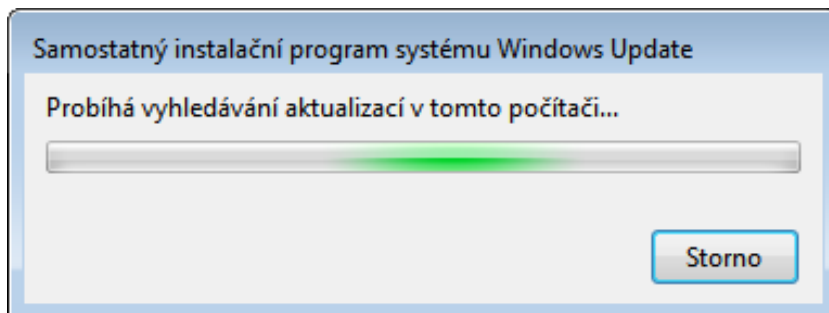 Samostatný instalační program systému Windows Update
Probíhá vyhledávání aktualizací v tomto počítači...
Storno